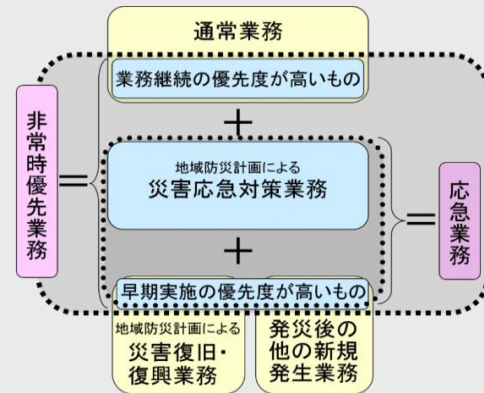 通常業務
業務継続の優先度が高いもの
+
非常時優先業務
=
地域防災計画による
災害応急対策業務
=
応急業務
+
早期実施の優先度が高いもの
地域防災計画による
災害復旧・
復興業務
発災後の
他の新規
発生業務